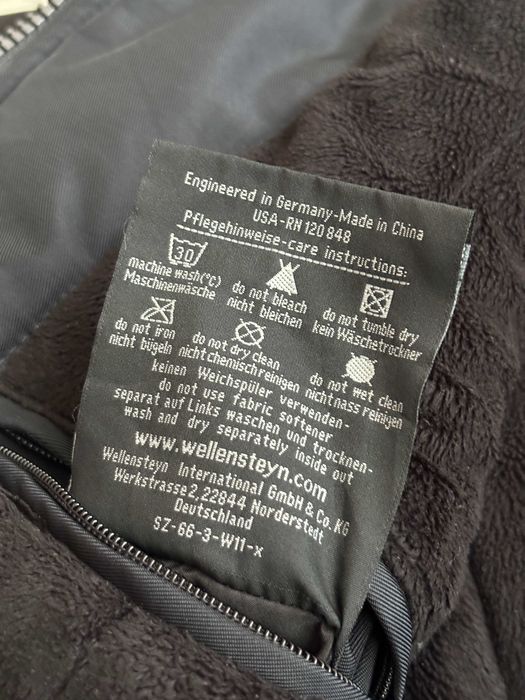 Engineered in Germany-Made in China
USA-RN 120 848
Pflegehinweise-care instructions:
30
machine wash(°C)
Maschinenwäsche
do not bleach
nicht bleichen
do not tumble dry
kein Wäschetrockner
do not iron
nicht bügeln
do not dry clean
nicht chemischreinigen
do not wet clean
nicht nass reinigen
keinen Weichspüler verwenden-
do not use fabric softener
separat auf Links waschen und trocknen-
wash and dry separately inside out
www.wellensteyn.com
Wellensteyn International GmbH & Co. KG
Werkstrasse 2, 22844 Norderstedt
Deutschland
SZ-66-3-W11-x